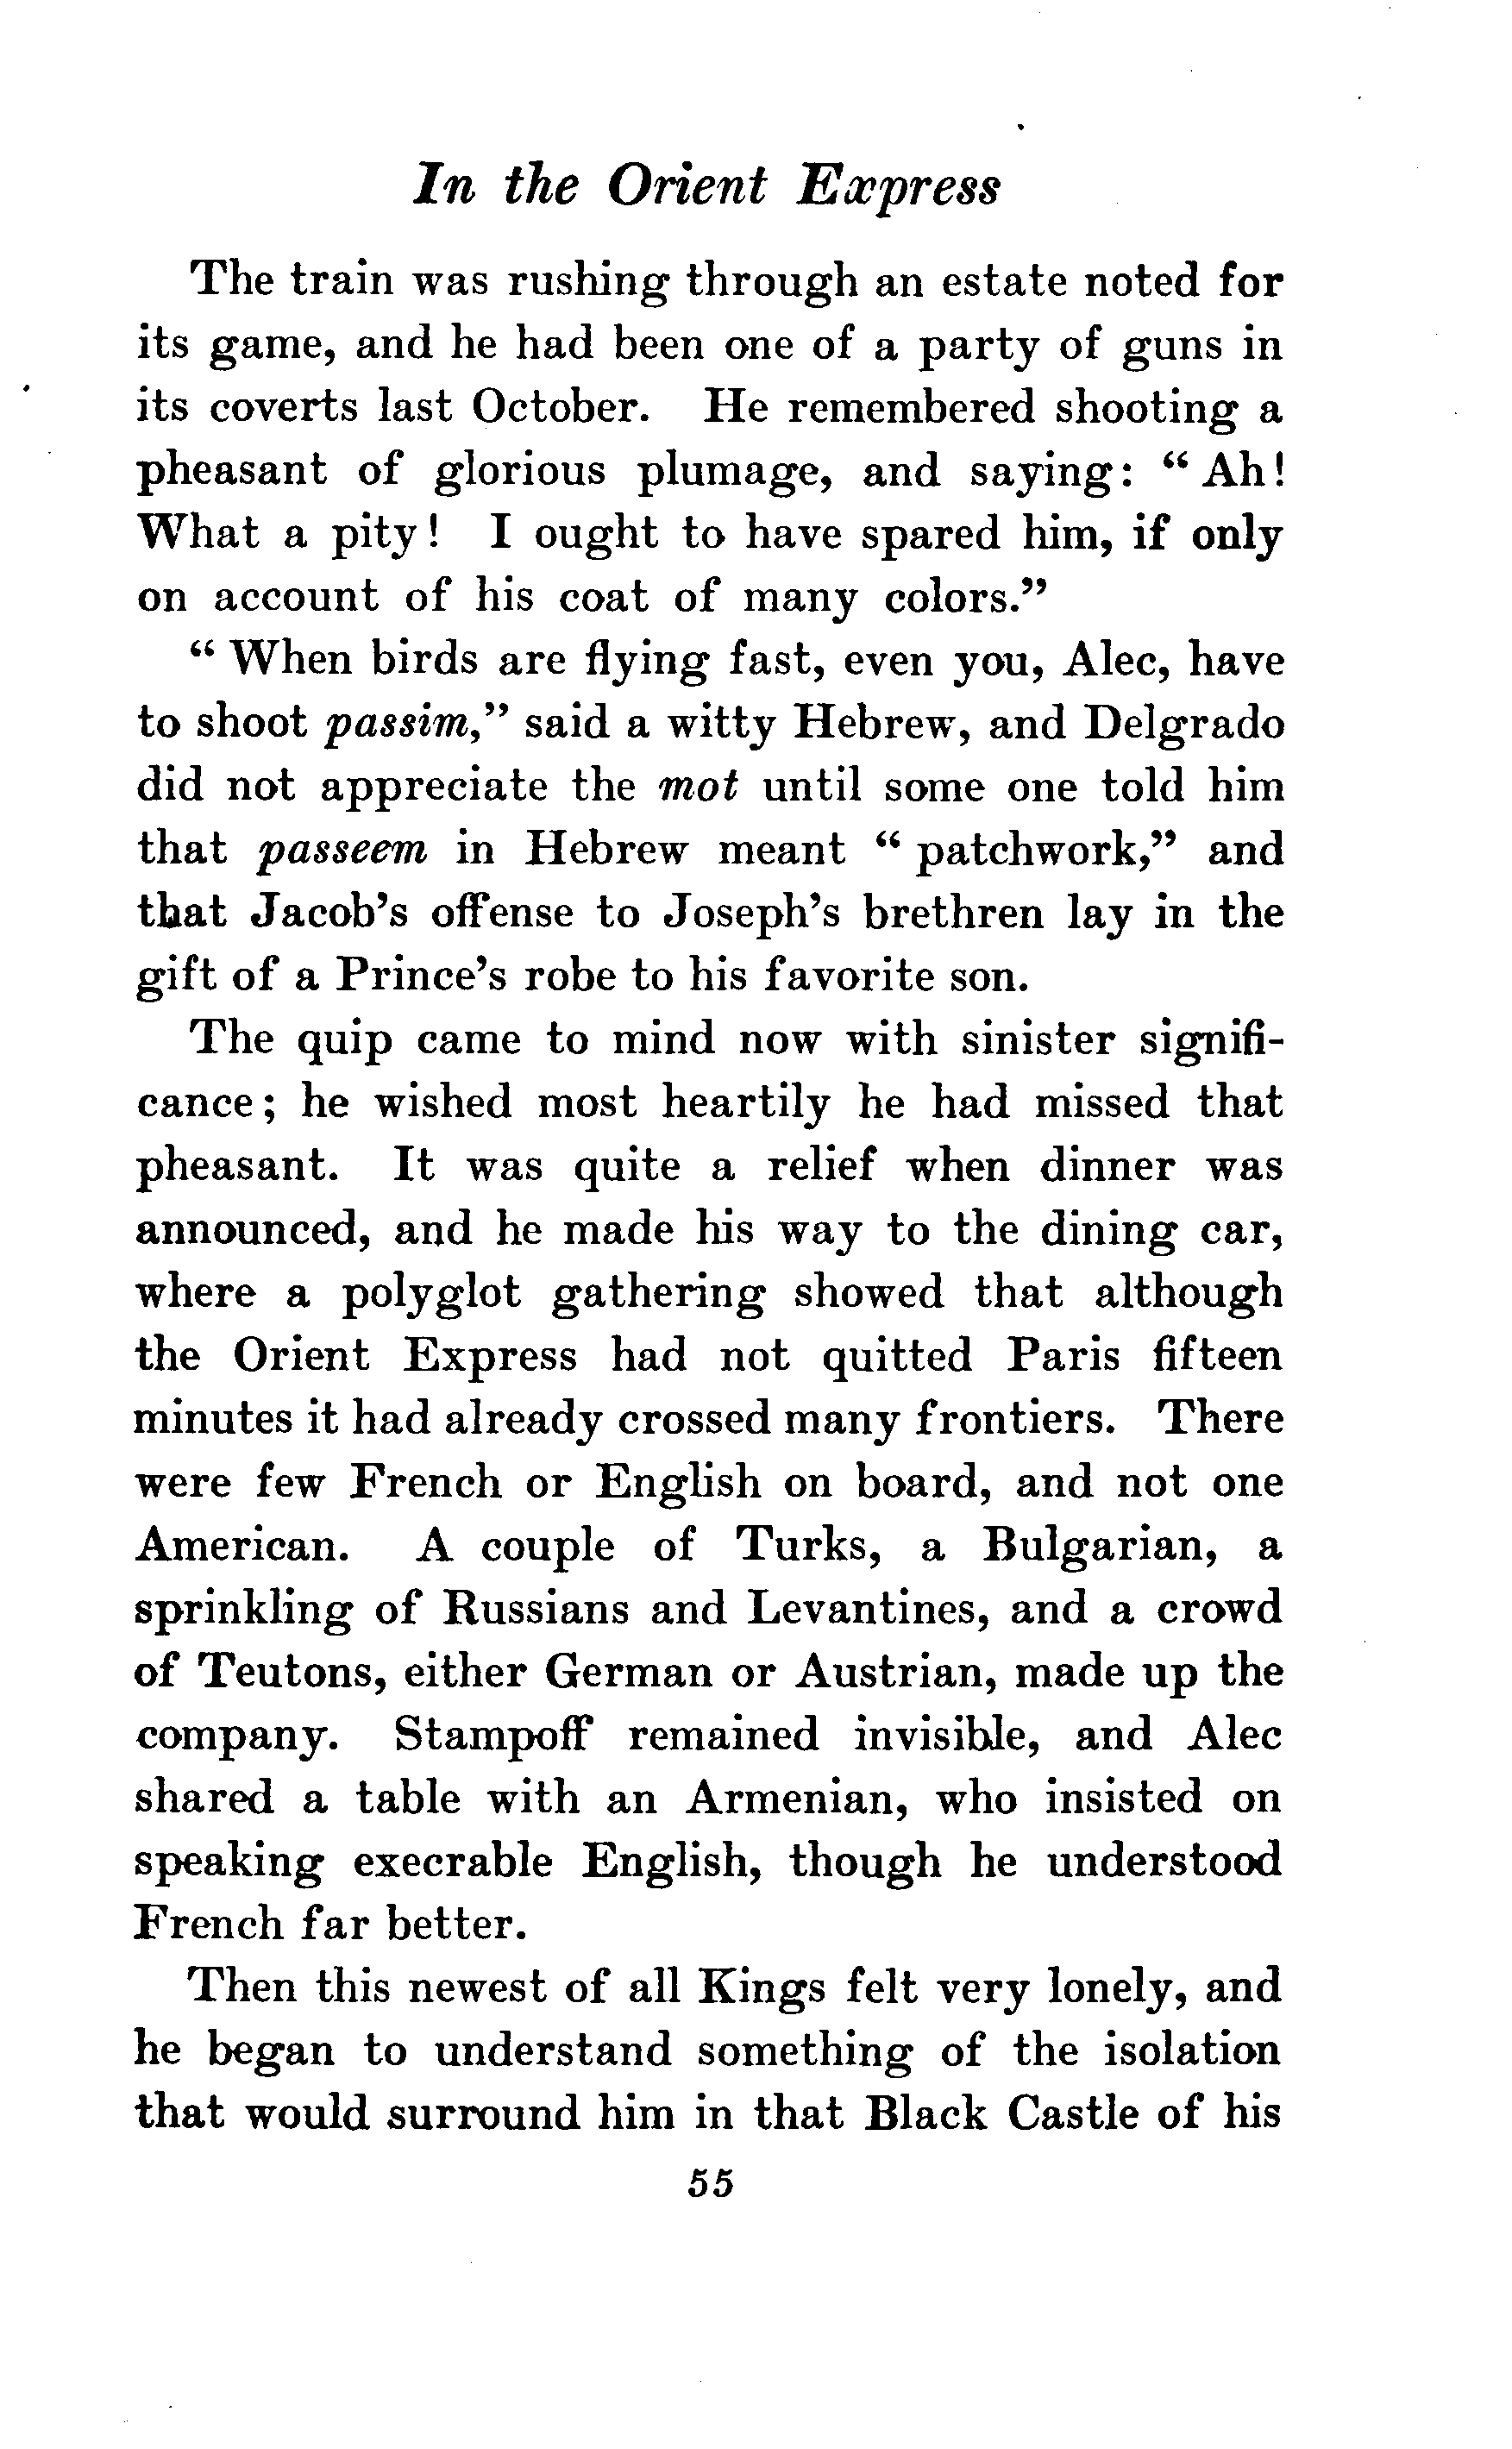 In the Orient Express
The train was rushing through an estate noted for
its game, and he had been one of a party of guns in
its coverts last October. He remembered shooting a
pheasant of glorious plumage, and saying: “ Ah!
What a pity! I ought to have spared him, if only
on account of his coat of many colors.”
“ When birds are flying fast, even you, Alec, have
to shoot passim,” said a witty Hebrew, and Delgrado
did not appreciate the mot until some one told him
that passeem in Hebrew meant “ patchwork,” and
that Jacob’s offense to Joseph’s brethren lay in the
gift of a Prince’s robe to his favorite son.
The quip came to mind now with sinister signifi-
cance; he wished most heartily he had missed that
pheasant. It was quite a relief when dinner was
announced, and he made his way to the dining car,
where a polyglot gathering showed that although
the Orient Express had not quitted Paris fifteen
minutes it had already crossed many frontiers. There
were few French or English on board, and not one
American. A couple of Turks, a Bulgarian, a
sprinkling of Russians and Levantines, and a crowd
of Teutons, either German or Austrian, made up the
company. Stampoff remained invisible, and Alec
shared a table with an Armenian, who insisted on
speaking execrable English, though he understood
French far better.
Then this newest of all Kings felt very lonely, and
he began to understand something of the isolation
that would surround him in that Black Castle of his
55